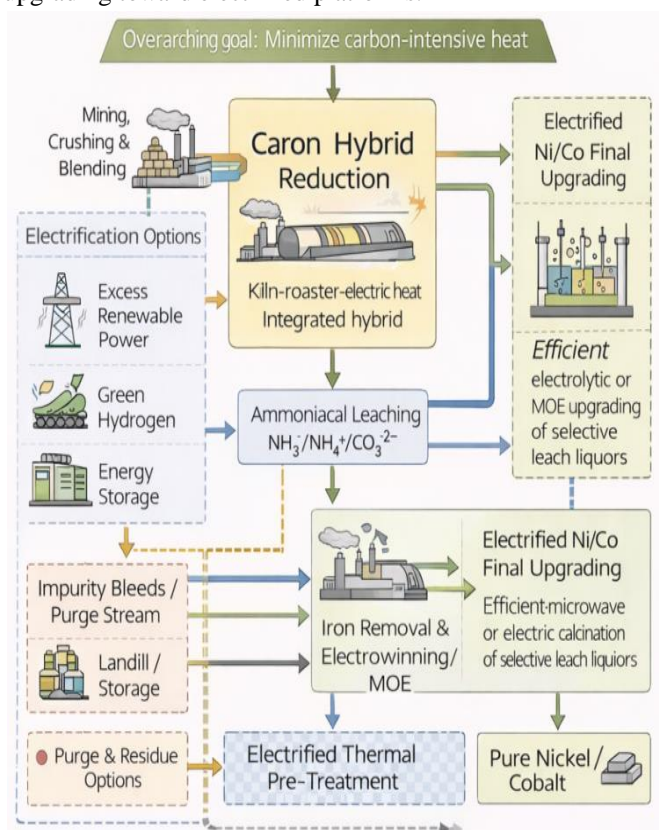 upgrading toward electrified platforms.
Overarching goal: Minimize carbon-intensive heat
Mining,
Crushing &
Blending
Caron Hybrid
Reduction
Kiln-roaster-electric heat
Integrated hybrid
Electrified
Ni/Co Final
Upgrading
Efficient
electrolytic or
MOE upgrading
of selective
leach liquors
Electrification Options
Excess
Renewable
Power
Green
Hydrogen
Energy
Storage
Ammoniacal Leaching
NH₃/NH₄⁺/CO₃⁻²⁻
Impurity Bleeds /
Purge Stream
Landill /
Storage
Purge & Residue
Options
Iron Removal &
Electrowinning/
MOE
Electrified Ni/Co
Final Upgrading
Efficient-microwave
or electric calcination
of selective leach liquiors
Electrified Thermal
Pre-Treatment
Pure Nickel /
Cobalt